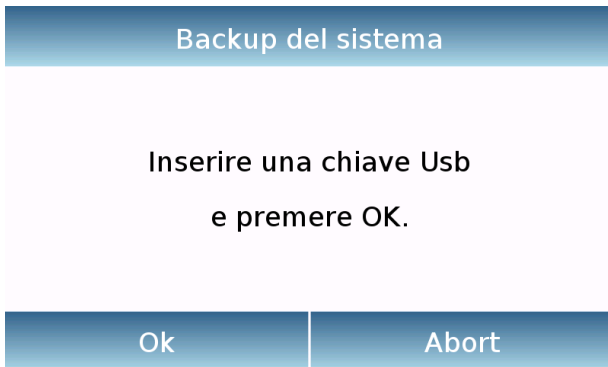 Backup del sistema
Inserire una chiave Usb
e premere OK.
Ok Abort